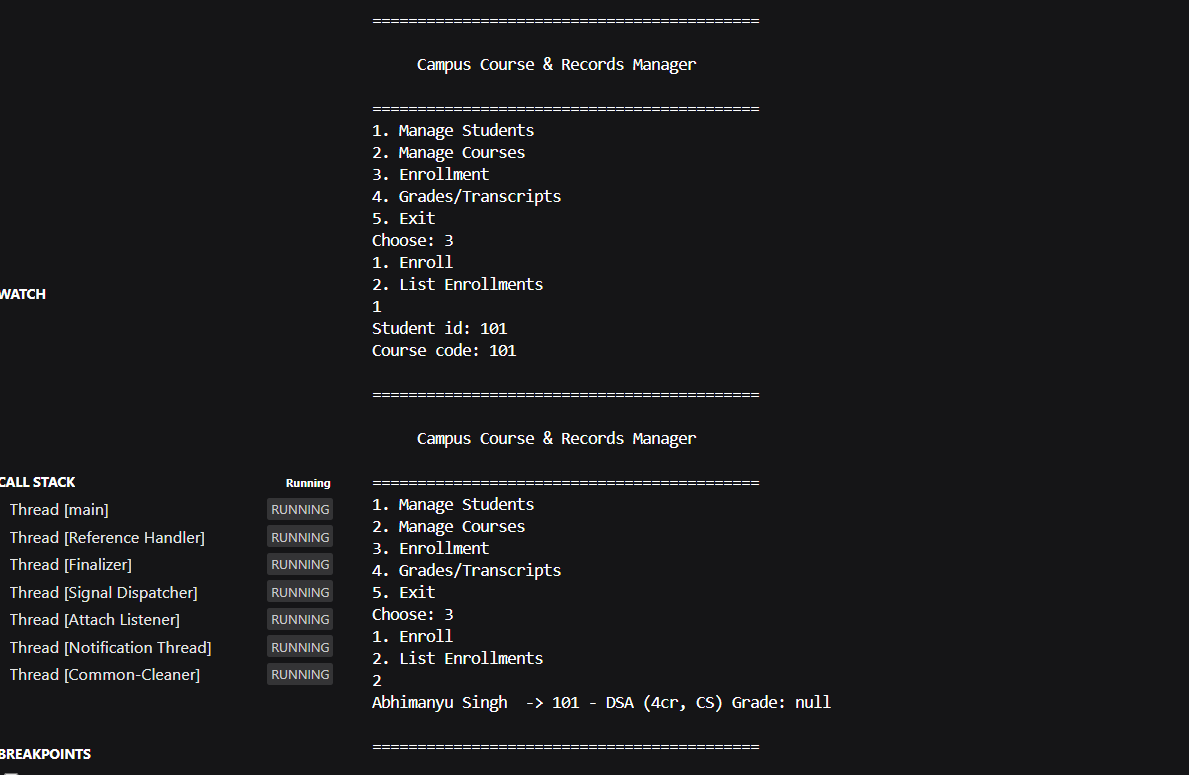 WATCH
CALL STACK Running
Thread [main] RUNNING
Thread [Reference Handler] RUNNING
Thread [Finalizer] RUNNING
Thread [Signal Dispatcher] RUNNING
Thread [Attach Listener] RUNNING
Thread [Notification Thread] RUNNING
Thread [Common-Cleaner] RUNNING
BREAKPOINTS
===========================================
Campus Course & Records Manager
===========================================
1. Manage Students
2. Manage Courses
3. Enrollment
4. Grades/Transcripts
5. Exit
Choose: 3
1. Enroll
2. List Enrollments
1
Student id: 101
Course code: 101
===========================================
Campus Course & Records Manager
===========================================
1. Manage Students
2. Manage Courses
3. Enrollment
4. Grades/Transcripts
5. Exit
Choose: 3
1. Enroll
2. List Enrollments
2
Abhimanyu Singh  -> 101 - DSA (4cr, CS) Grade: null
===========================================